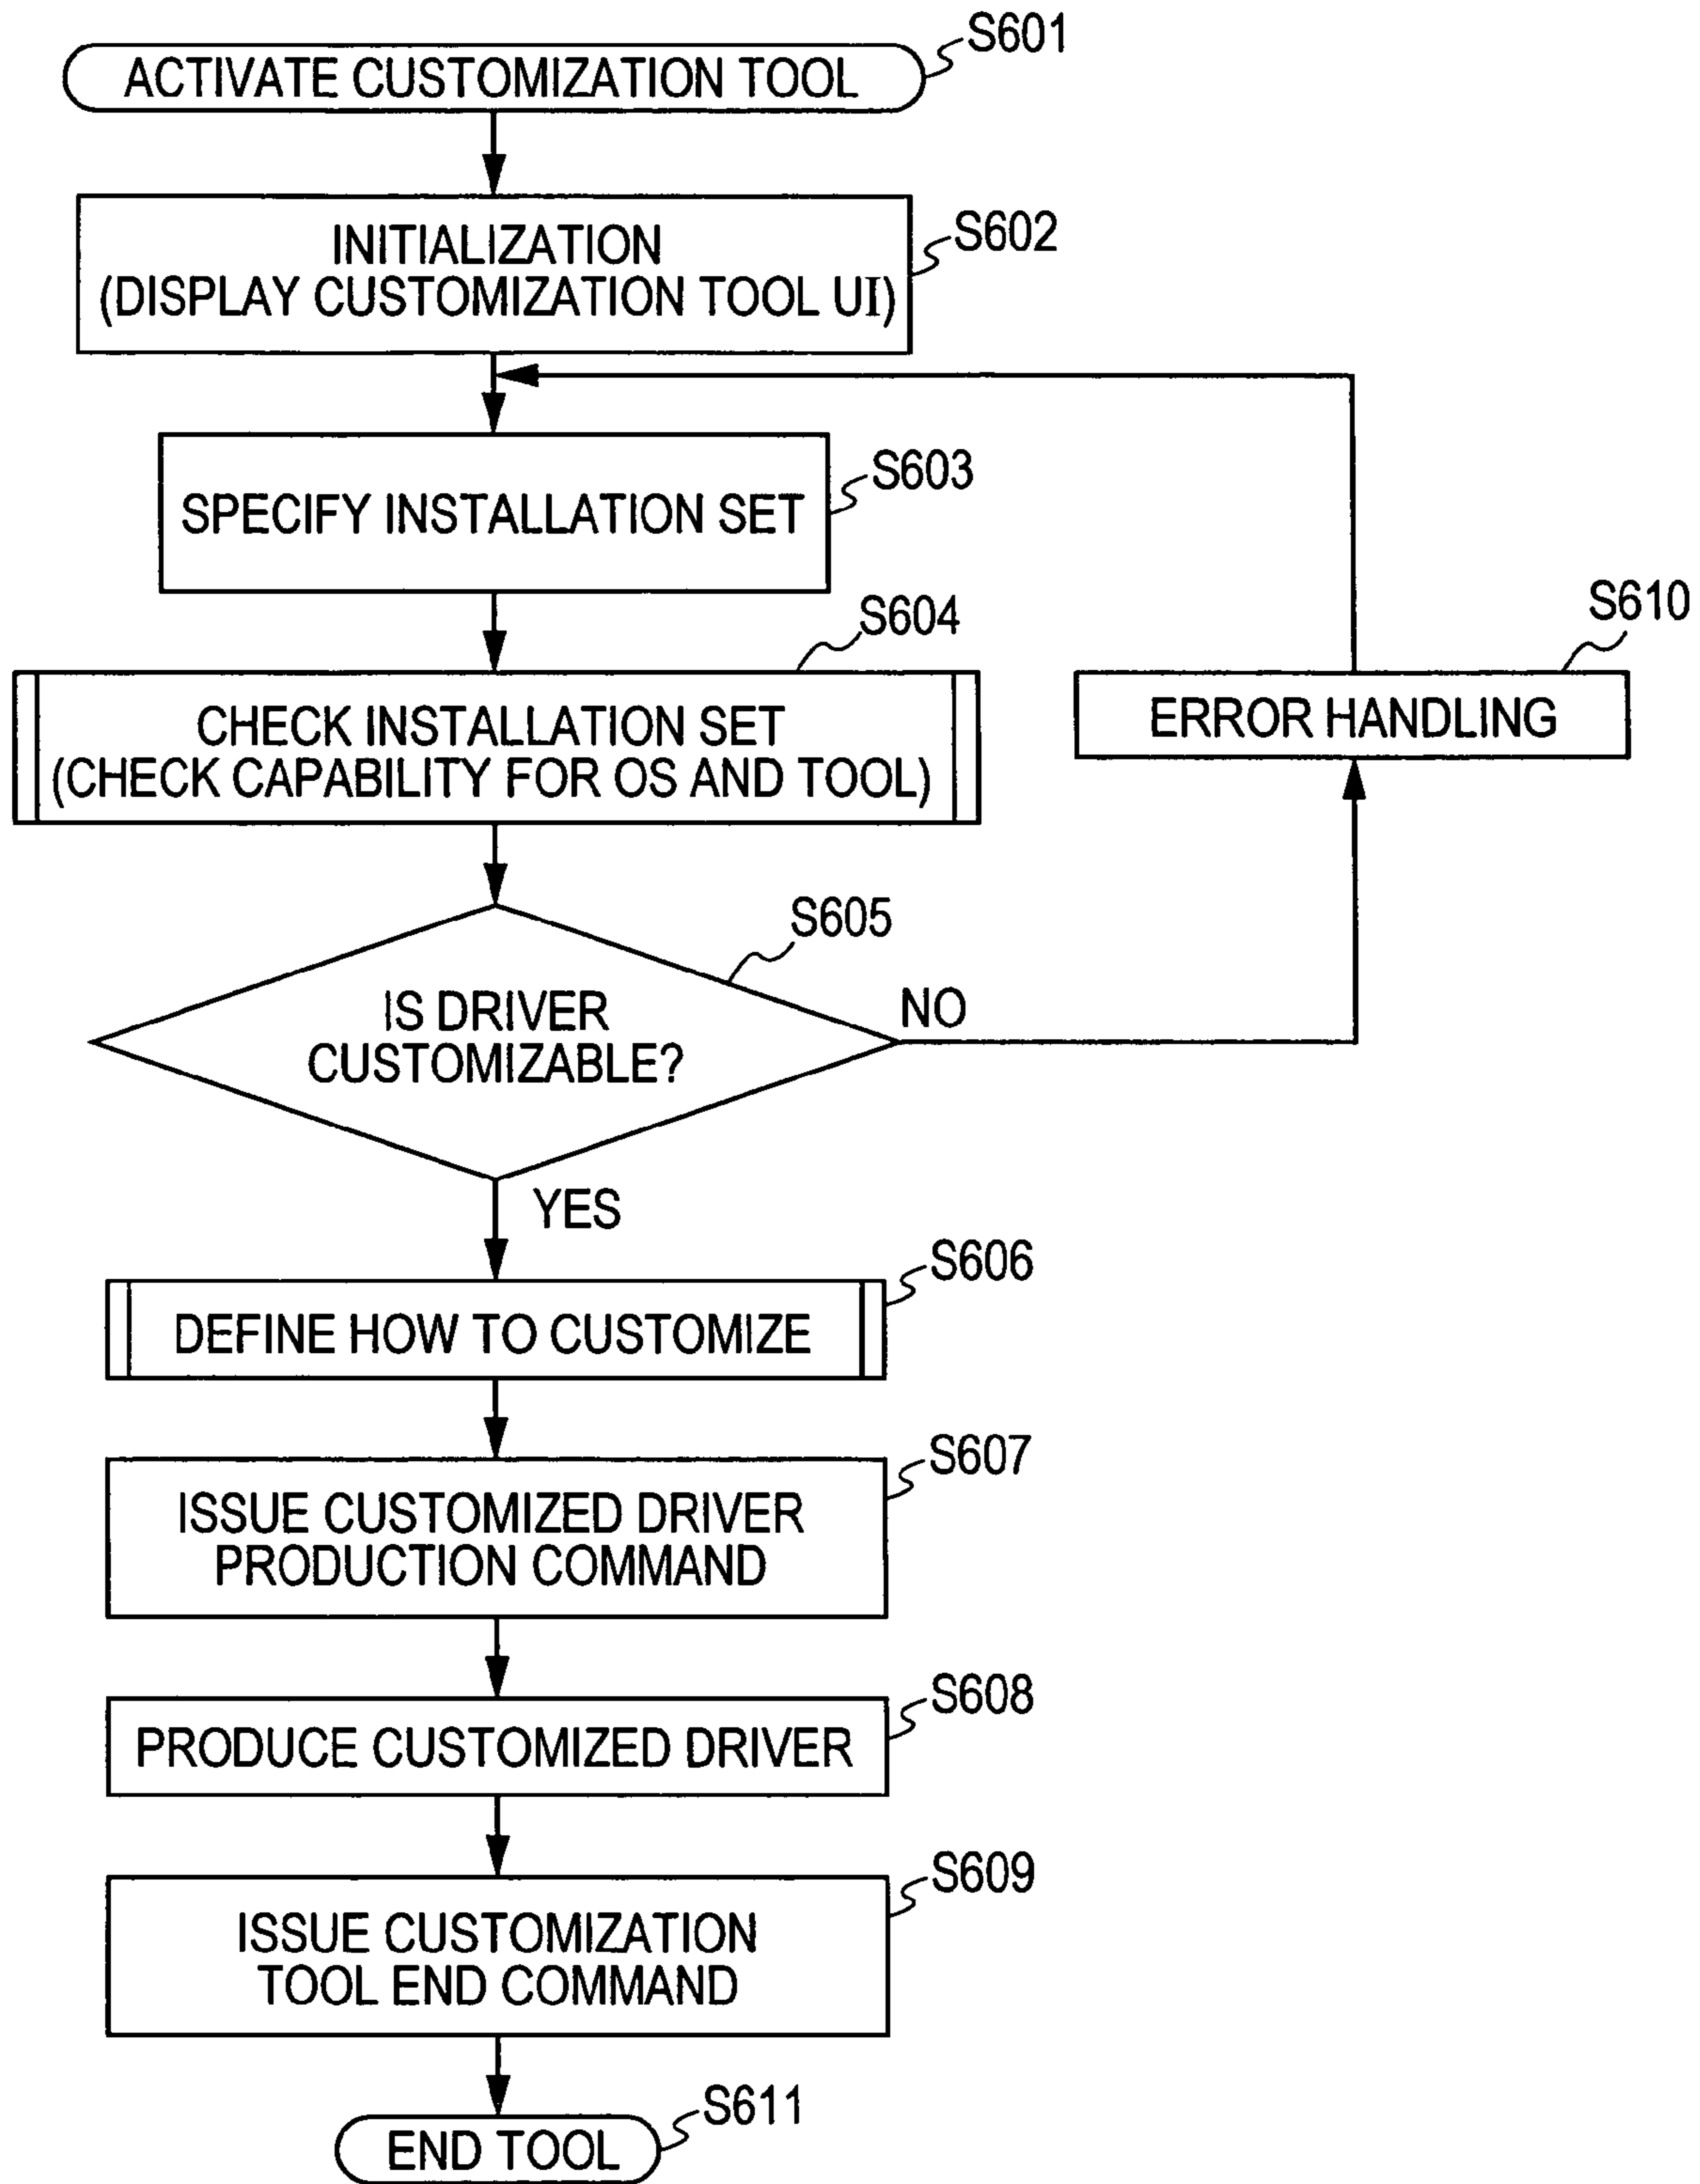 S601
ACTIVATE CUSTOMIZATION TOOL
S602
INITIALIZATION
(DISPLAY CUSTOMIZATION TOOL UI)
S603
SPECIFY INSTALLATION SET
S604
S610
CHECK INSTALLATION SET
(CHECK CAPABILITY FOR OS AND TOOL)
ERROR HANDLING
S605
IS DRIVER
CUSTOMIZABLE?
NO
YES
S606
DEFINE HOW TO CUSTOMIZE
S607
ISSUE CUSTOMIZED DRIVER
PRODUCTION COMMAND
S608
PRODUCE CUSTOMIZED DRIVER
S609
ISSUE CUSTOMIZATION
TOOL END COMMAND
S611
END TOOL